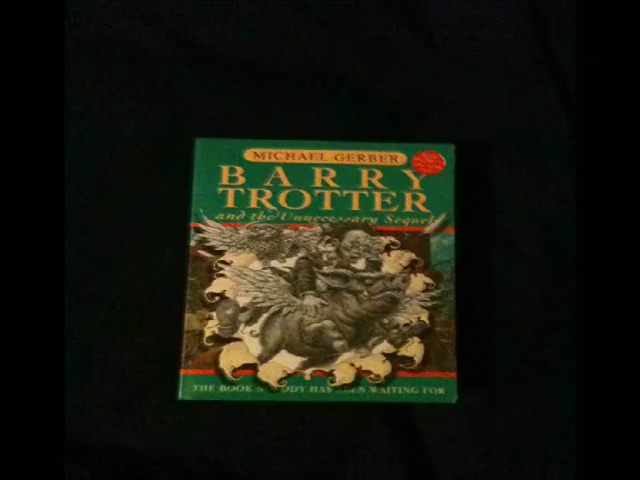 MICHAEL GERBER
BARRY
TROTTER
and the Unnecessary Sequel
THE BOOK NOBODY HAS BEEN WAITING FOR